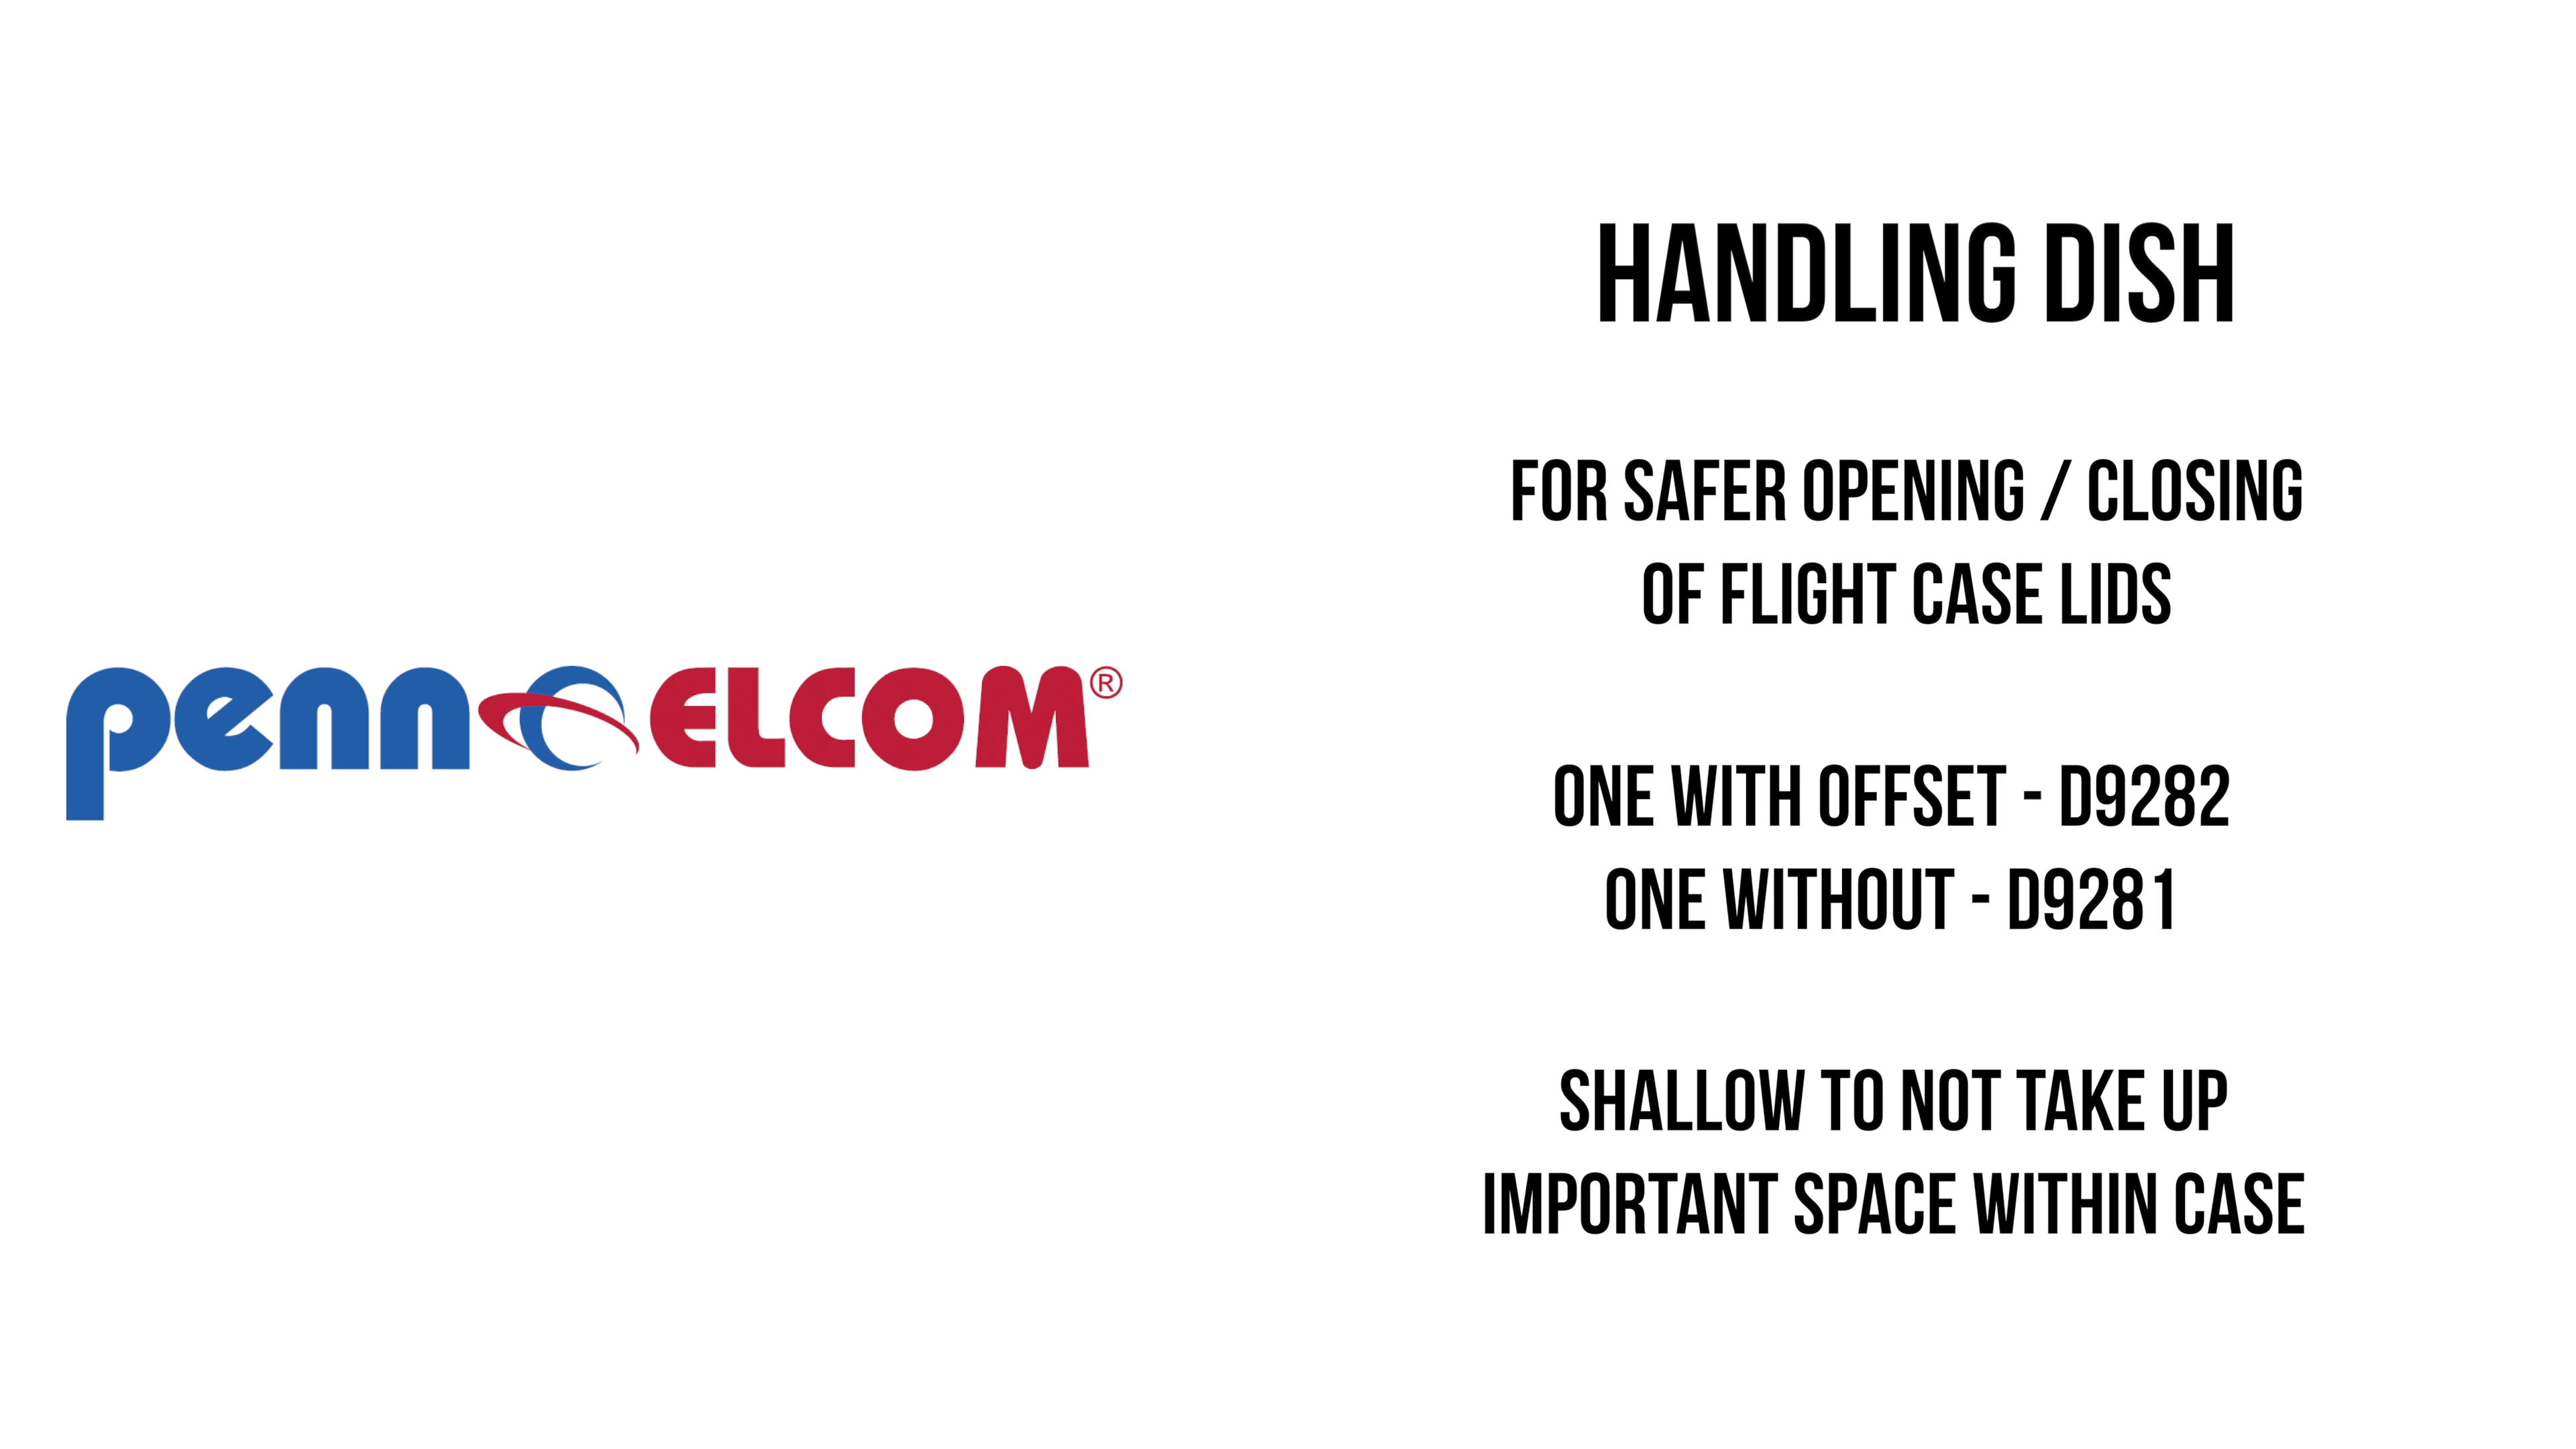 penn ELCOM®
HANDLING DISH
FOR SAFER OPENING / CLOSING
OF FLIGHT CASE LIDS
ONE WITH OFFSET - D9282
ONE WITHOUT - D9281
SHALLOW TO NOT TAKE UP
IMPORTANT SPACE WITHIN CASE